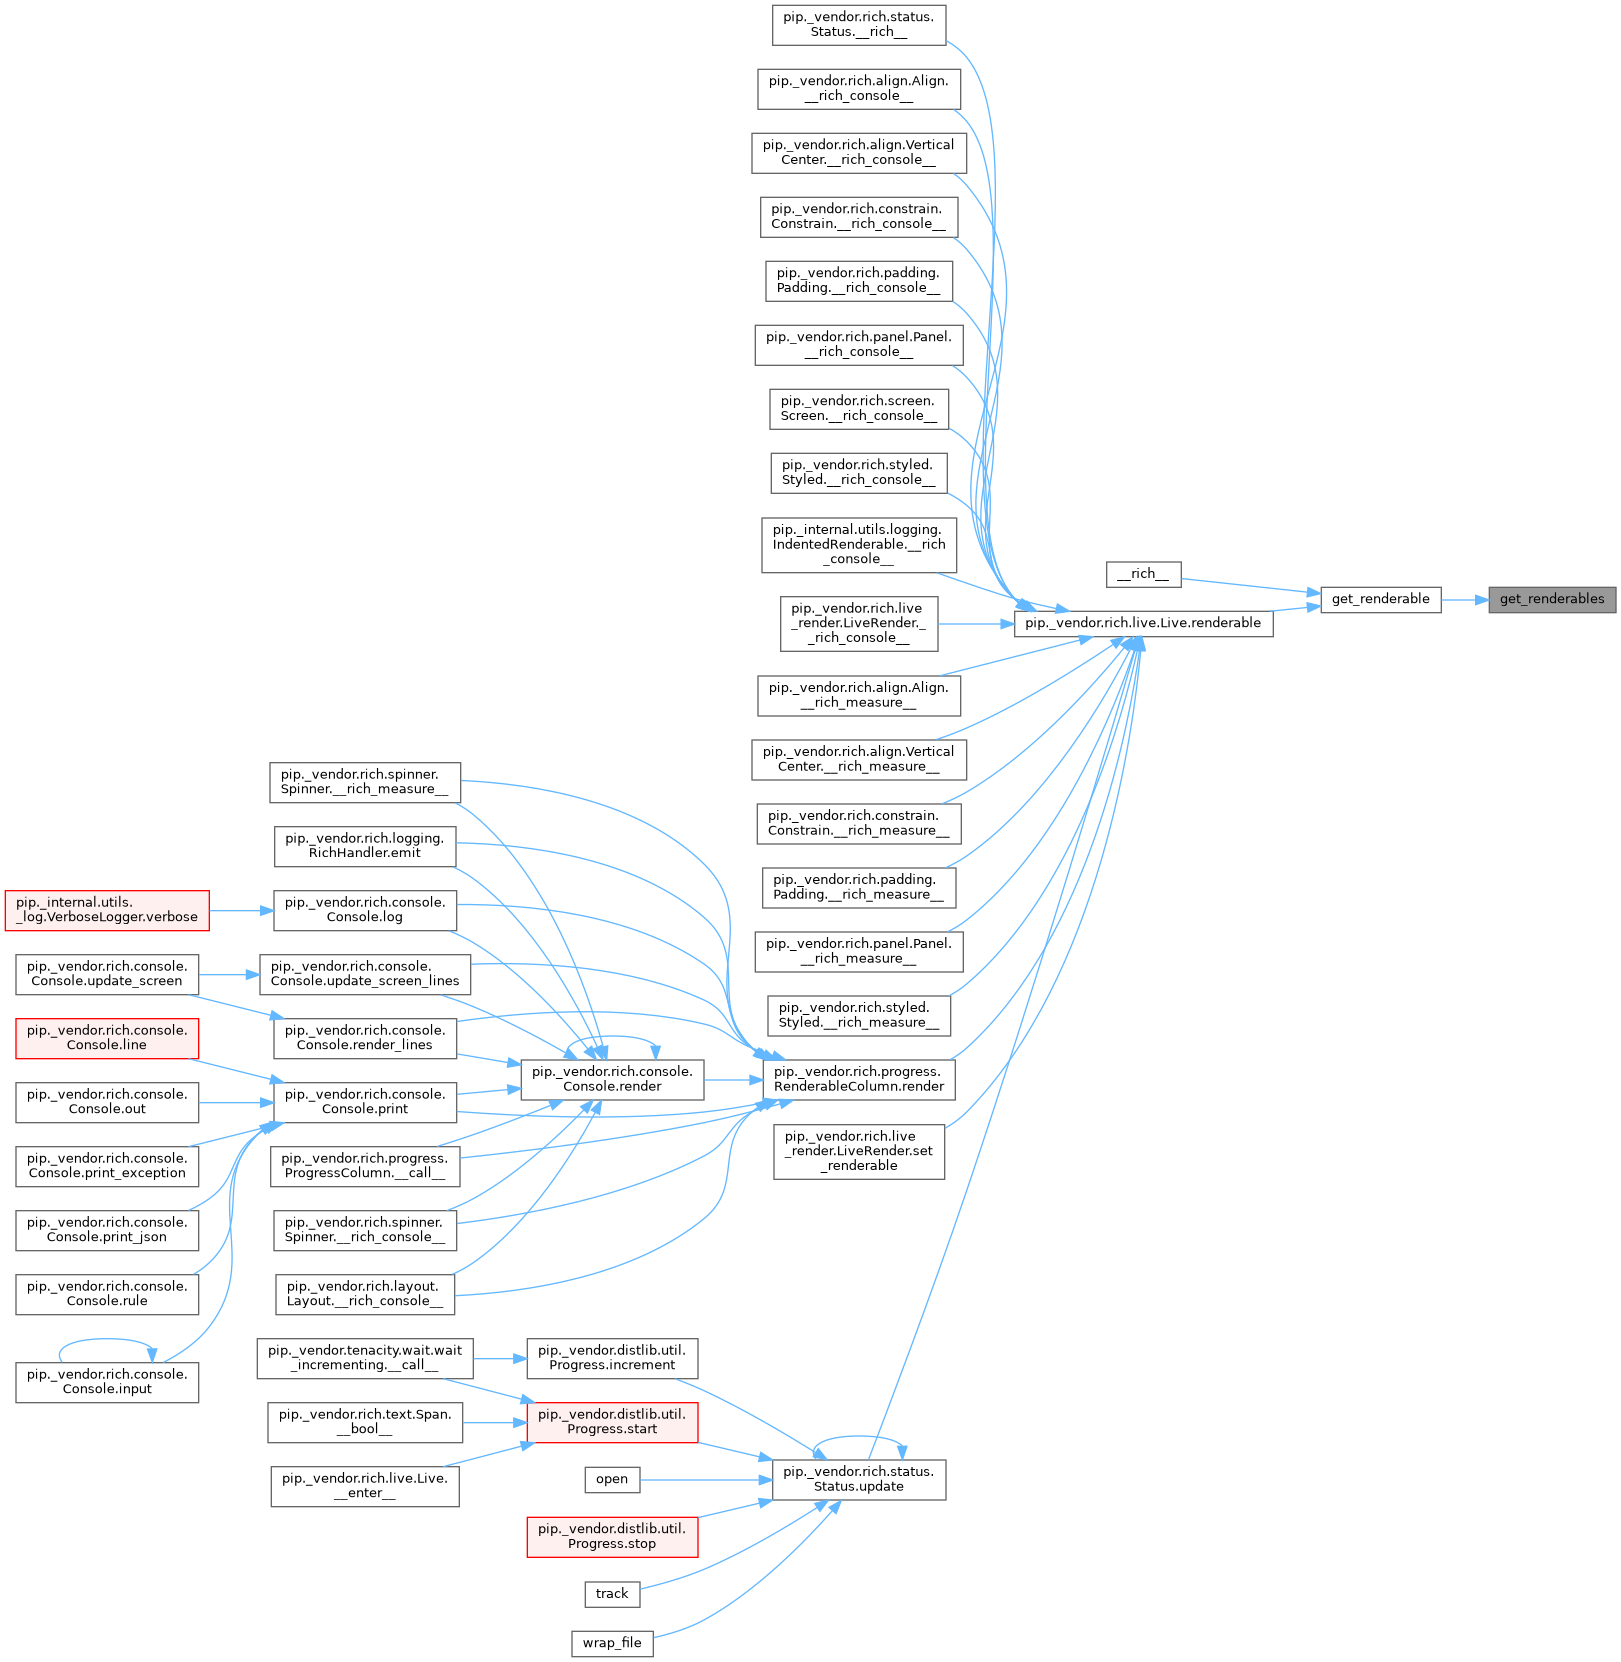 pip._vendor.rich.status.
Status.__rich__
pip._vendor.rich.align.Align.
__rich_console__
pip._vendor.rich.align.Vertical
Center.__rich_console__
pip._vendor.rich.constrain.
Constrain.__rich_console__
pip._vendor.rich.padding.
Padding.__rich_console__
pip._vendor.rich.panel.Panel.
__rich_console__
pip._vendor.rich.screen.
Screen.__rich_console__
pip._vendor.rich.styled.
Styled.__rich_console__
pip._internal.utils.logging.
IndentedRenderable.__rich
_console__
__rich__
get_renderable
get_renderables
pip._vendor.rich.live
_render.LiveRender._
_rich_console__
pip._vendor.rich.live.Live.renderable
pip._vendor.rich.align.Align.
__rich_measure__
pip._vendor.rich.align.Vertical
Center.__rich_measure__
pip._vendor.rich.constrain.
Constrain.__rich_measure__
pip._vendor.rich.padding.
Padding.__rich_measure__
pip._vendor.rich.panel.Panel.
__rich_measure__
pip._vendor.rich.styled.
Styled.__rich_measure__
pip._vendor.rich.progress.
RenderableColumn.render
pip._vendor.rich.live
_render.LiveRender.set
_renderable
pip._vendor.rich.spinner.
Spinner.__rich_measure__
pip._vendor.rich.logging.
RichHandler.emit
pip._vendor.rich.console.
Console.log
pip._internal.utils.
_log.VerboseLogger.verbose
pip._vendor.rich.console.
Console.update_screen_lines
pip._vendor.rich.console.
Console.update_screen
pip._vendor.rich.console.
Console.render_lines
pip._vendor.rich.console.
Console.line
pip._vendor.rich.console.
Console.render
pip._vendor.rich.console.
Console.print
pip._vendor.rich.console.
Console.out
pip._vendor.rich.console.
Console.print_exception
pip._vendor.rich.progress.
ProgressColumn.__call__
pip._vendor.rich.console.
Console.print_json
pip._vendor.rich.spinner.
Spinner.__rich_console__
pip._vendor.rich.console.
Console.rule
pip._vendor.rich.layout.
Layout.__rich_console__
pip._vendor.rich.console.
Console.input
pip._vendor.tenacity.wait.wait
_incrementing.__call__
pip._vendor.distlib.util.
Progress.increment
pip._vendor.rich.text.Span.
__bool__
pip._vendor.distlib.util.
Progress.start
pip._vendor.rich.live.Live.
__enter__
open
pip._vendor.rich.status.
Status.update
pip._vendor.distlib.util.
Progress.stop
track
wrap_file